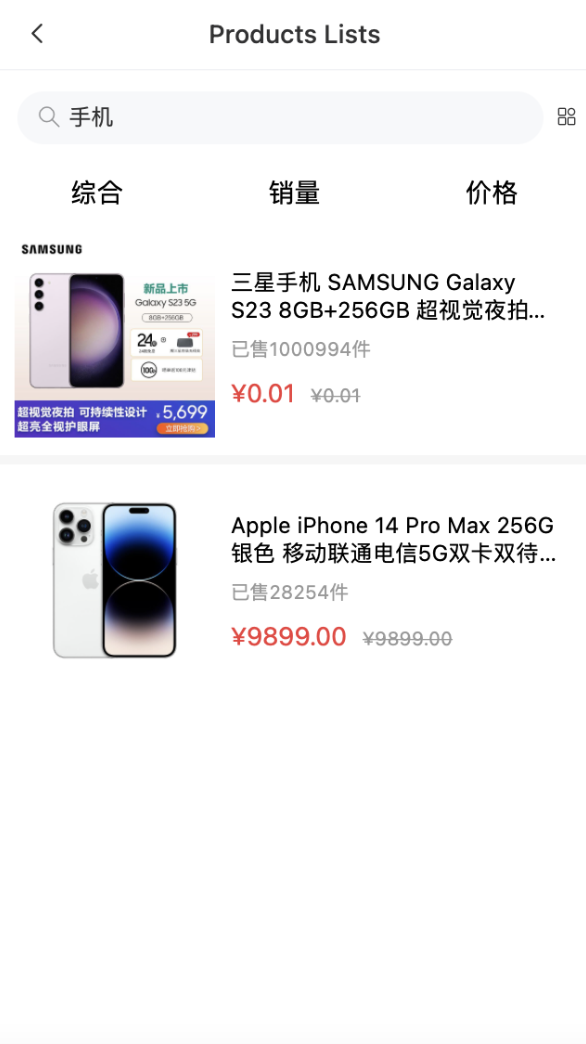 Products Lists
手机
综合
销量
价格
SAMSUNG
新品上市
Galaxy S23 5G
8GB+256GB
24
100
超视觉夜拍 可持续性设计
超亮全视护眼屏
¥5,699
立即抢购
三星手机 SAMSUNG Galaxy
S23 8GB+256GB 超视觉夜拍...
已售1000994件
¥0.01 ¥0.01
Apple iPhone 14 Pro Max 256G
银色 移动联通电信5G双卡双待...
已售28254件
¥9899.00 ¥9899.00